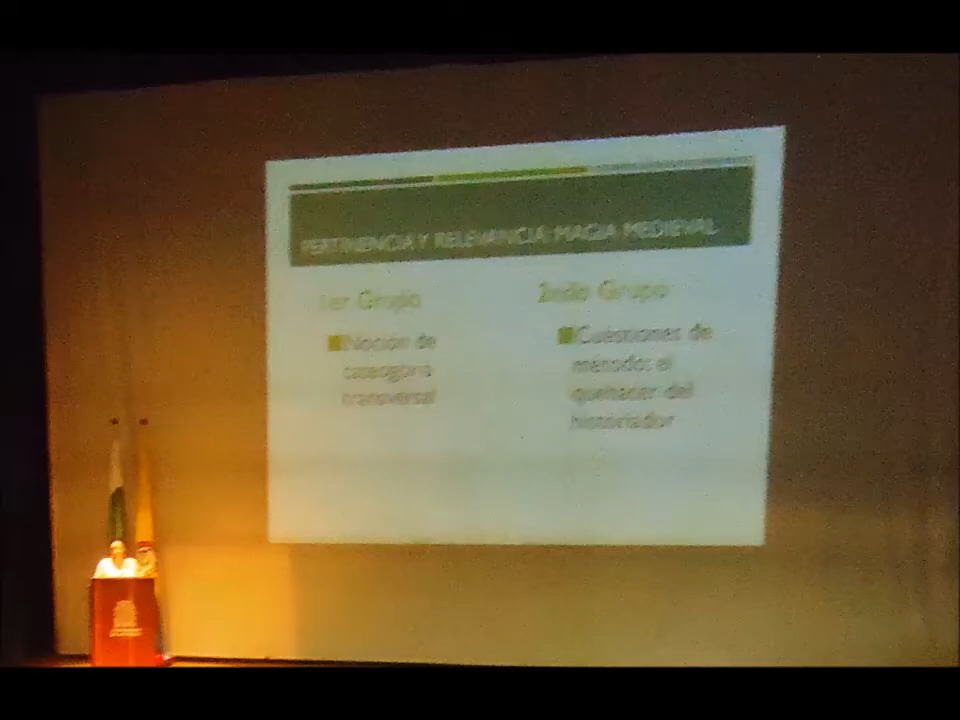 PERTINENCIA Y RELEVANCIA MAGIA MEDIEVAL
1er Grupo
Noción de
categoría
transversal
2ndo Grupo
Cuestiones de
método: el
quehacer del
historiador